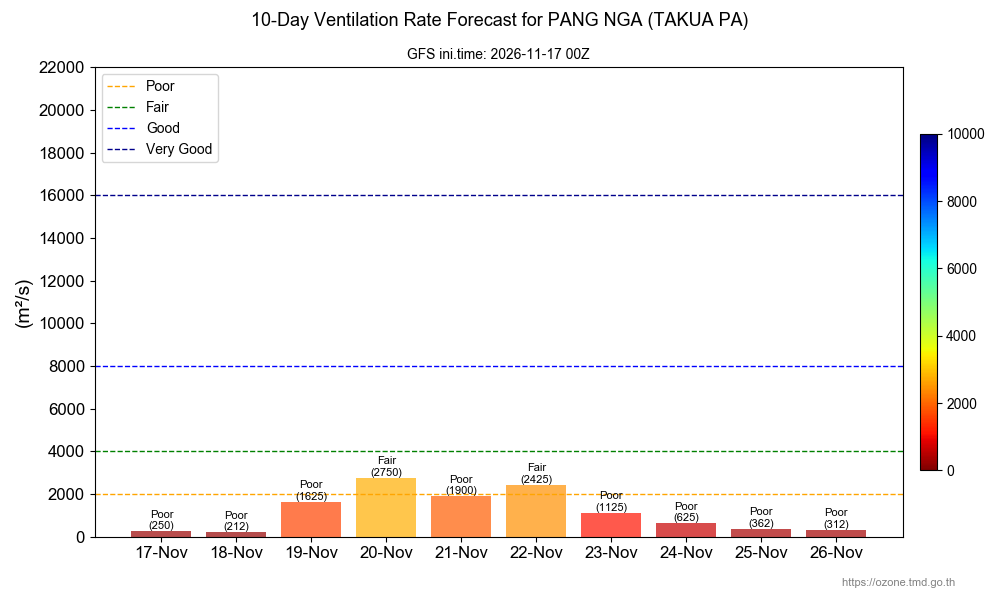 10-Day Ventilation Rate Forecast for PANG NGA (TAKUA PA)
GFS ini.time: 2026-11-17 00Z
(m²/s)
22000
20000
18000
16000
14000
12000
10000
8000
6000
4000
2000
0
Poor
Fair
Good
Very Good
Poor
(250)
Poor
(212)
Poor
(1625)
Fair
(2750)
Poor
(1900)
Fair
(2425)
Poor
(1125)
Poor
(625)
Poor
(362)
Poor
(312)
17-Nov 18-Nov 19-Nov 20-Nov 21-Nov 22-Nov 23-Nov 24-Nov 25-Nov 26-Nov
10000
8000
6000
4000
2000
0
https://ozone.tmd.go.th